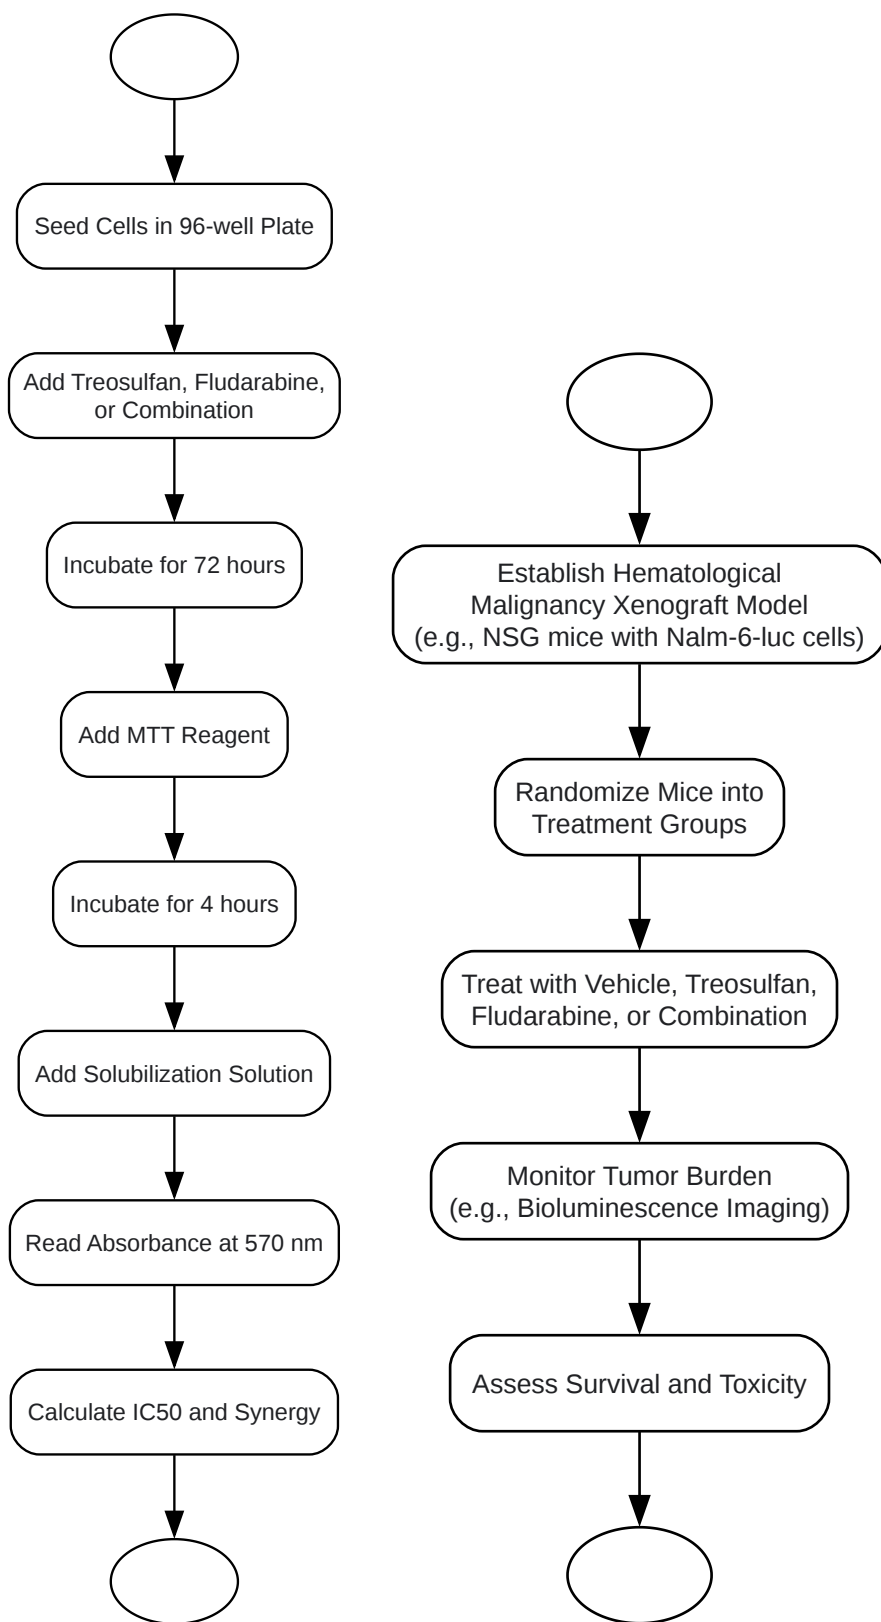 Seed Cells in 96-well Plate
Add Treosulfan, Fludarabine,
or Combination
Incubate for 72 hours
Add MTT Reagent
Incubate for 4 hours
Add Solubilization Solution
Read Absorbance at 570 nm
Calculate IC50 and Synergy
Establish Hematological
Malignancy Xenograft Model
(e.g., NSG mice with Nalm-6-luc cells)
Randomize Mice into
Treatment Groups
Treat with Vehicle, Treosulfan,
Fludarabine, or Combination
Monitor Tumor Burden
(e.g., Bioluminescence Imaging)
Assess Survival and Toxicity